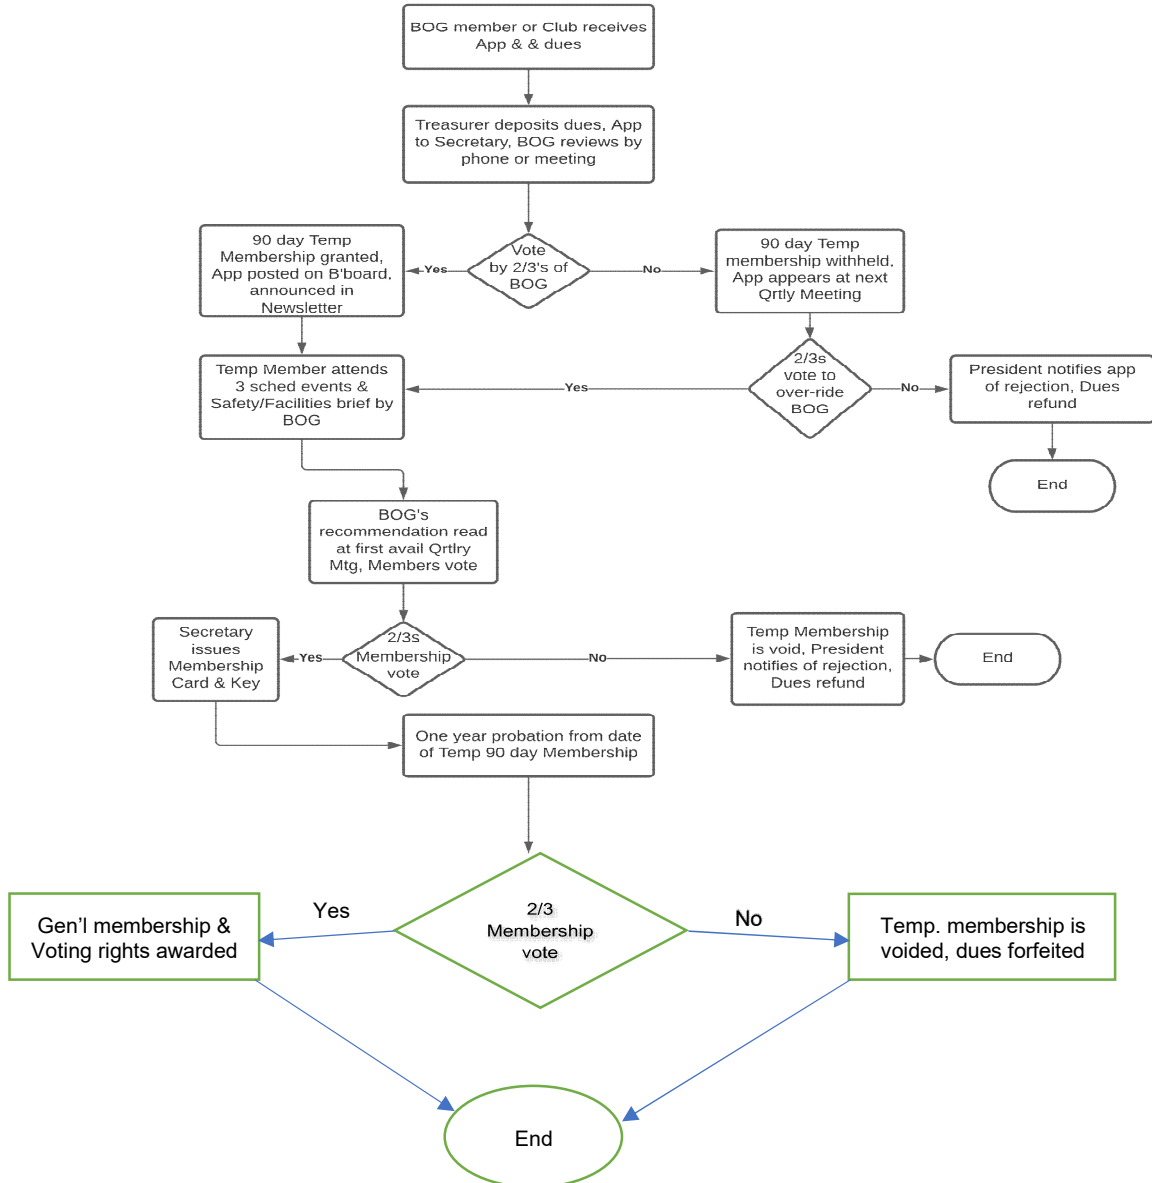 BOG member or Club receives
App & & dues
Treasurer deposits dues, App
to Secretary, BOG reviews by
phone or meeting
Vote
by 2/3's of
BOG
Yes
No
90 day Temp
Membership granted,
App posted on B'board,
announced in
Newsletter
90 day Temp
membership withheld,
App appears at next
Qrtly Meeting
Temp Member attends
3 sched events &
Safety/Facilities brief by
BOG
Yes
2/3s
vote to
over-ride
BOG
No
President notifies app
of rejection, Dues
refund
End
BOG's
recommendation read
at first avail Qrtlry
Mtg, Members vote
Secretary
issues
Membership
Card & Key
Yes
2/3s
Membership
vote
No
Temp Membership
is void, President
notifies of rejection,
Dues refund
End
One year probation from date
of Temp 90 day Membership
Gen’l membership &
Voting rights awarded
Yes
2/3
Membership
vote
No
Temp. membership is
voided, dues forfeited
End